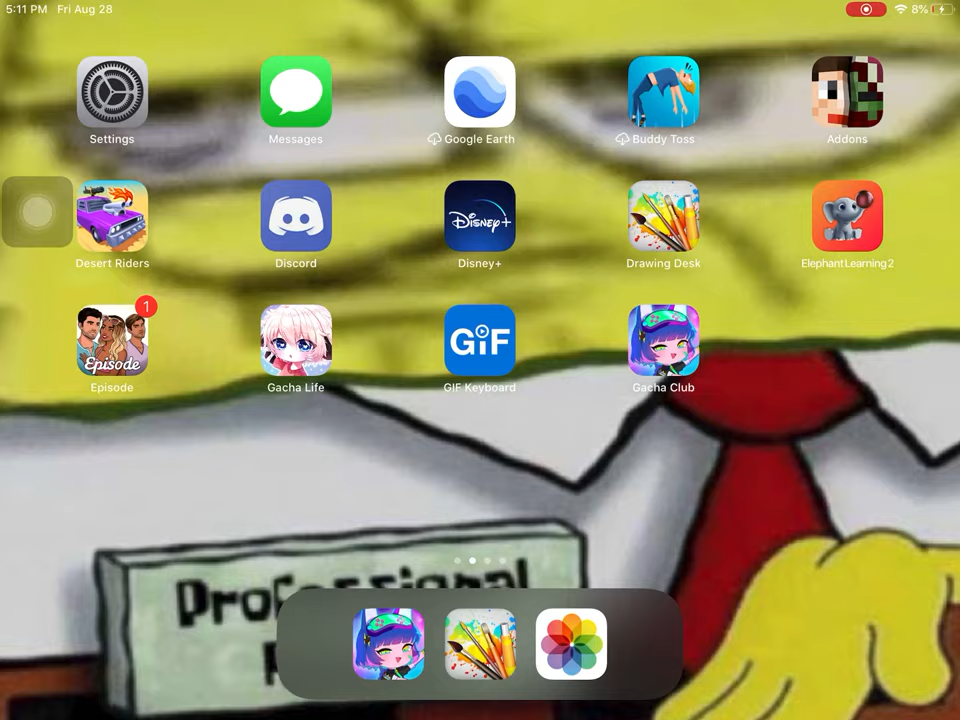 5:11 PM Fri Aug 28 8%
Settings Messages Google Earth Buddy Toss Addons
Disney+
Desert Riders Discord Disney+ Drawing Desk ElephantLearning2
1
Episode GIF
Episode Gacha Life GIF Keyboard Gacha Club
Professional